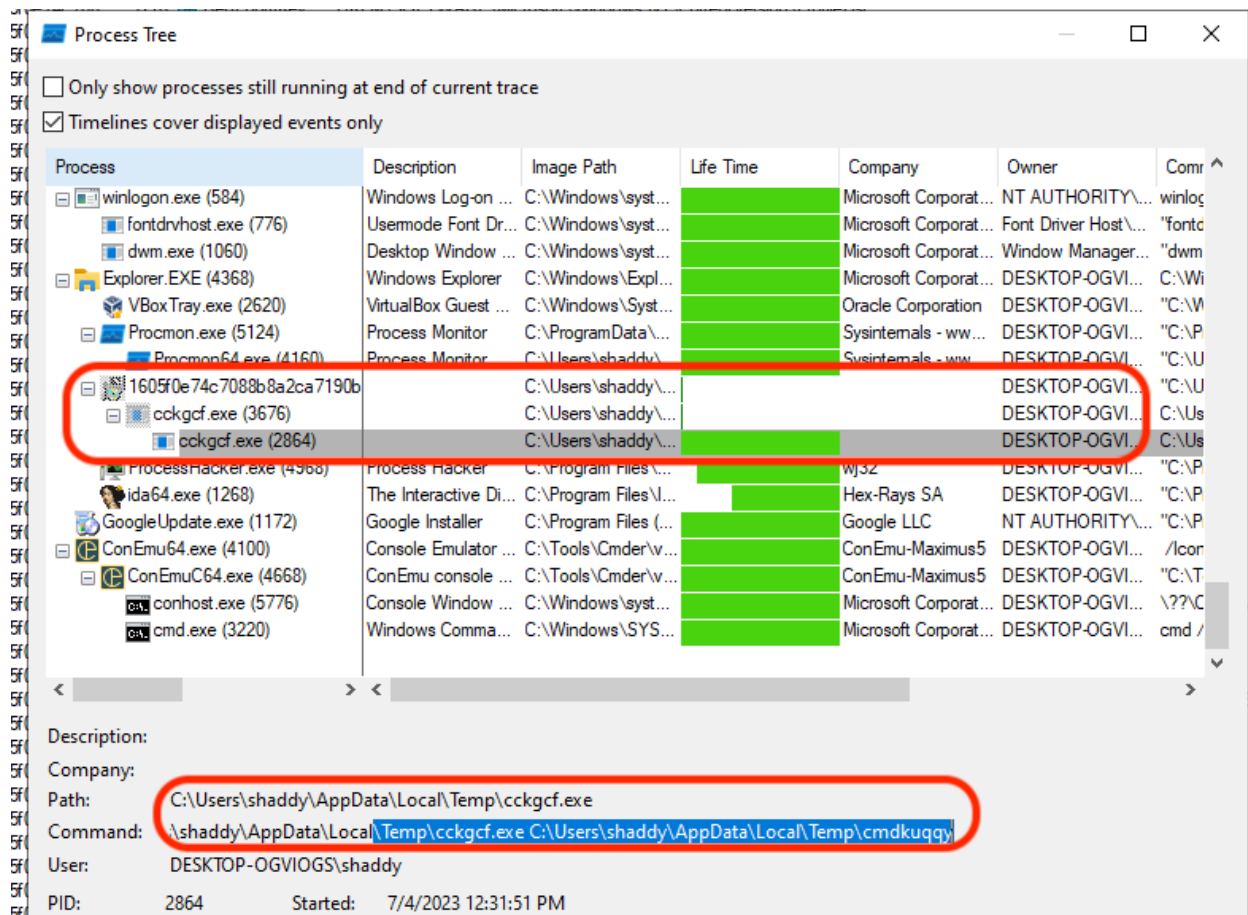 Process Tree
Only show processes still running at end of current trace
Timelines cover displayed events only
Process Description Image Path Life Time Company Owner Comr
winlogon.exe (584) Windows Log-on ... C:\Windows\syst... Microsoft Corporat... NT AUTHORITY\... winlog
fontdrvhost.exe (776) Usermode Font Dr... C:\Windows\syst... Microsoft Corporat... Font Driver Host\... "fontd
dwm.exe (1060) Desktop Window ... C:\Windows\syst... Microsoft Corporat... Window Manager... "dwm
Explorer.EXE (4368) Windows Explorer C:\Windows\Expl... Microsoft Corporat... DESKTOP-OGVI... C:\Wi
VBoxTray.exe (2620) VirtualBox Guest ... C:\Windows\Syst... Oracle Corporation DESKTOP-OGVI... "C:\W
Procmon.exe (5124) Process Monitor C:\ProgramData\... Sysinternals - ww... DESKTOP-OGVI... "C:\P
Procmon64.exe (4160) Process Monitor C:\Users\shaddy\... Sysinternals - ww... DESKTOP-OGVI... "C:\U
1605f0e74c7088b8a2ca7190b C:\Users\shaddy\... DESKTOP-OGVI... "C:\U
cckgcf.exe (3676) C:\Users\shaddy\... DESKTOP-OGVI... C:\Us
cckgcf.exe (2864) C:\Users\shaddy\... DESKTOP-OGVI... C:\Us
ProcessHacker.exe (4968) Process Hacker C:\Program Files\... wj32 DESKTOP-OGVI... "C:\P
ida64.exe (1268) The Interactive Di... C:\Program Files\I... Hex-Rays SA DESKTOP-OGVI... "C:\P
GoogleUpdate.exe (1172) Google Installer C:\Program Files (... Google LLC NT AUTHORITY\... "C:\P
ConEmu64.exe (4100) Console Emulator ... C:\Tools\Cmder\v... ConEmu-Maximus5 DESKTOP-OGVI... /Icon
ConEmuC64.exe (4668) ConEmu console ... C:\Tools\Cmder\v... ConEmu-Maximus5 DESKTOP-OGVI... "C:\T
conhost.exe (5776) Console Window ... C:\Windows\syst... Microsoft Corporat... DESKTOP-OGVI... \??\C
cmd.exe (3220) Windows Comma... C:\Windows\SYS... Microsoft Corporat... DESKTOP-OGVI... cmd /
Description:
Company:
Path: C:\Users\shaddy\AppData\Local\Temp\cckgcf.exe
Command: :\shaddy\AppData\Local\Temp\cckgcf.exe C:\Users\shaddy\AppData\Local\Temp\cmdkuqqy
User: DESKTOP-OGVIOGS\shaddy
PID: 2864 Started: 7/4/2023 12:31:51 PM